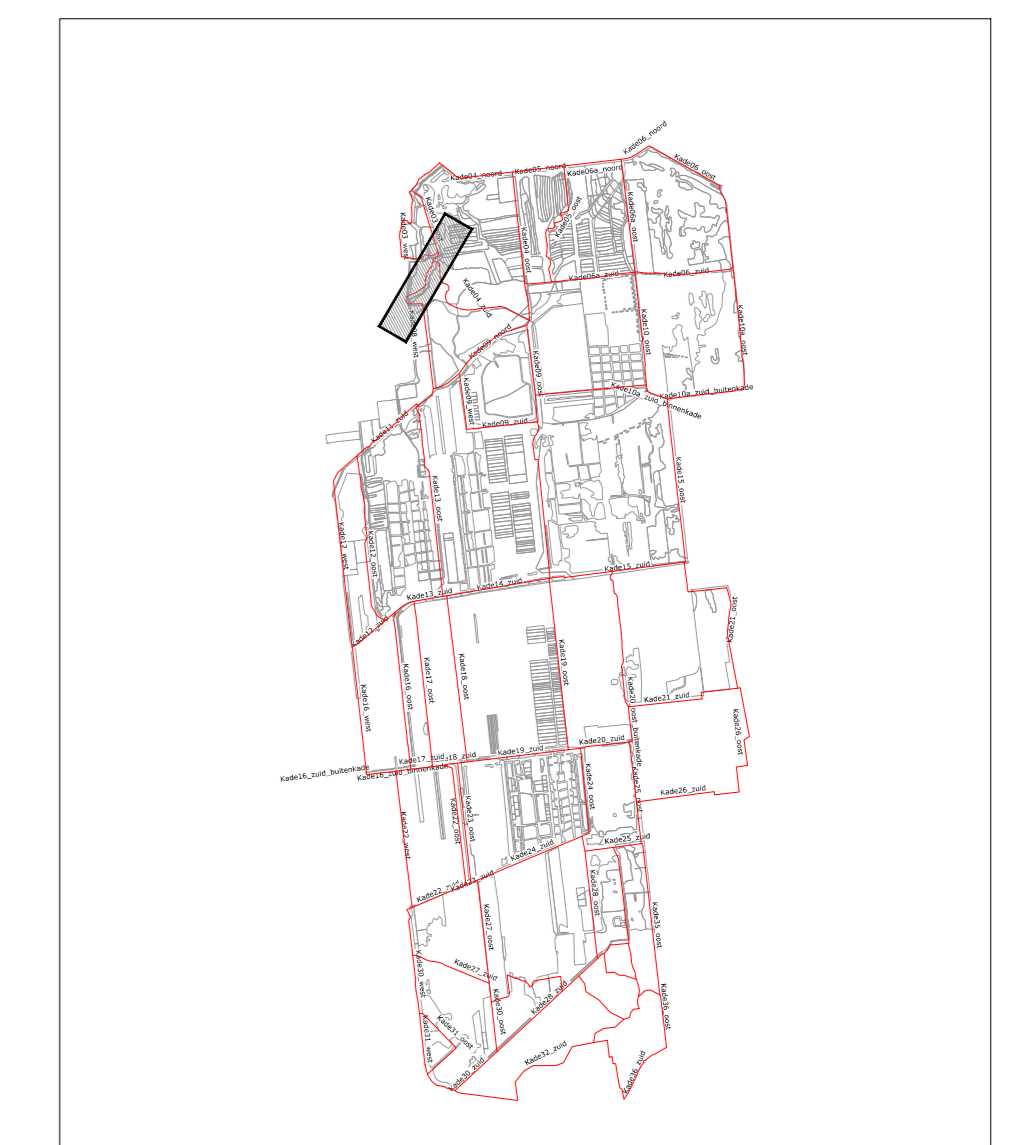 Kade06_noord
Kade06_oost
Kade04_noord
Kade05_noord
Kade06a_noord
Kade03_west
Kade04_oost
Kade05_oost
Kade06a_oost
Kade04_zuid
Kade06a_zuid
Kade06_zuid
Kade09_noord
Kade09_oost
Kade10_oost
Kade10a_oost
Kade10a_zuid_buitenkade
Kade10a_zuid_binnenkade
Kade09_west
Kade09_zuid
Kade11_zuid
Kade13_oost
Kade15_oost
Kade12_west
Kade12_oost
Kade13_zuid
Kade14_zuid
Kade15_zuid
Kade12_zuid
Kade21_oost
Kade16_west
Kade16_oost
Kade17_oost
Kade18_oost
Kade19_oost
Kade20_oost_buitenkade
Kade21_zuid
Kade26_oost
Kade17_zuid
18_zuid
Kade19_zuid
Kade20_zuid
Kade16_zuid_buitenkade
Kade16_zuid_binnenkade
Kade24_oost
Kade25_oost
Kade26_zuid
Kade22_west
Kade22_oost
Kade23_oost
Kade24_zuid
Kade25_zuid
Kade22_zuid
Kade28_oost
Kade27_oost
Kade35_oost
Kade30_west
Kade27_zuid
Kade28_zuid
Kade30_oost
Kade36_oost
Kade31_west
Kade31_oost
Kade32_zuid
Kade30_zuid
Kade36_zuid